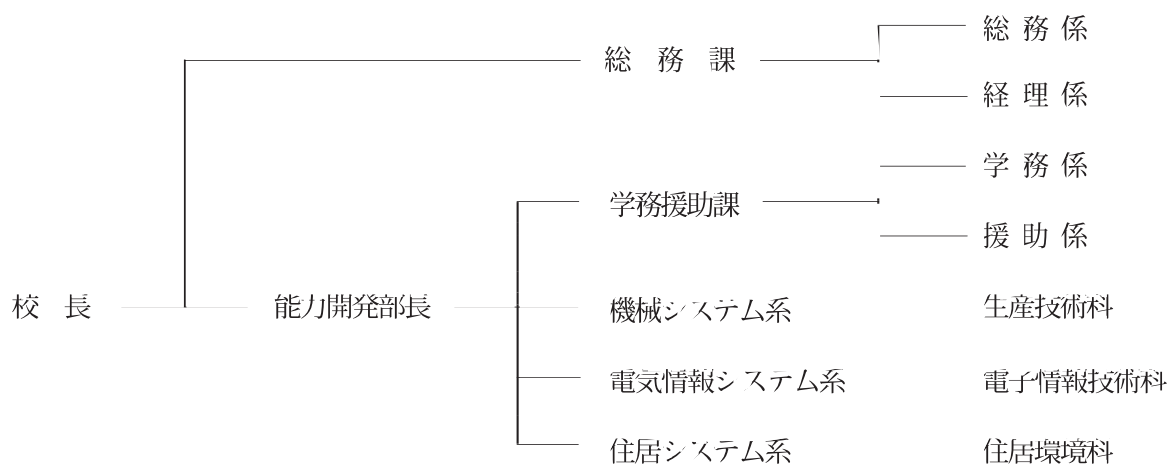 総務係
総務課
経理係
学務係
学務援助課
援助係
校長
能力開発部長
機械システム系
生産技術科
電気情報システム系
電子情報技術科
住居システム系
住居環境科